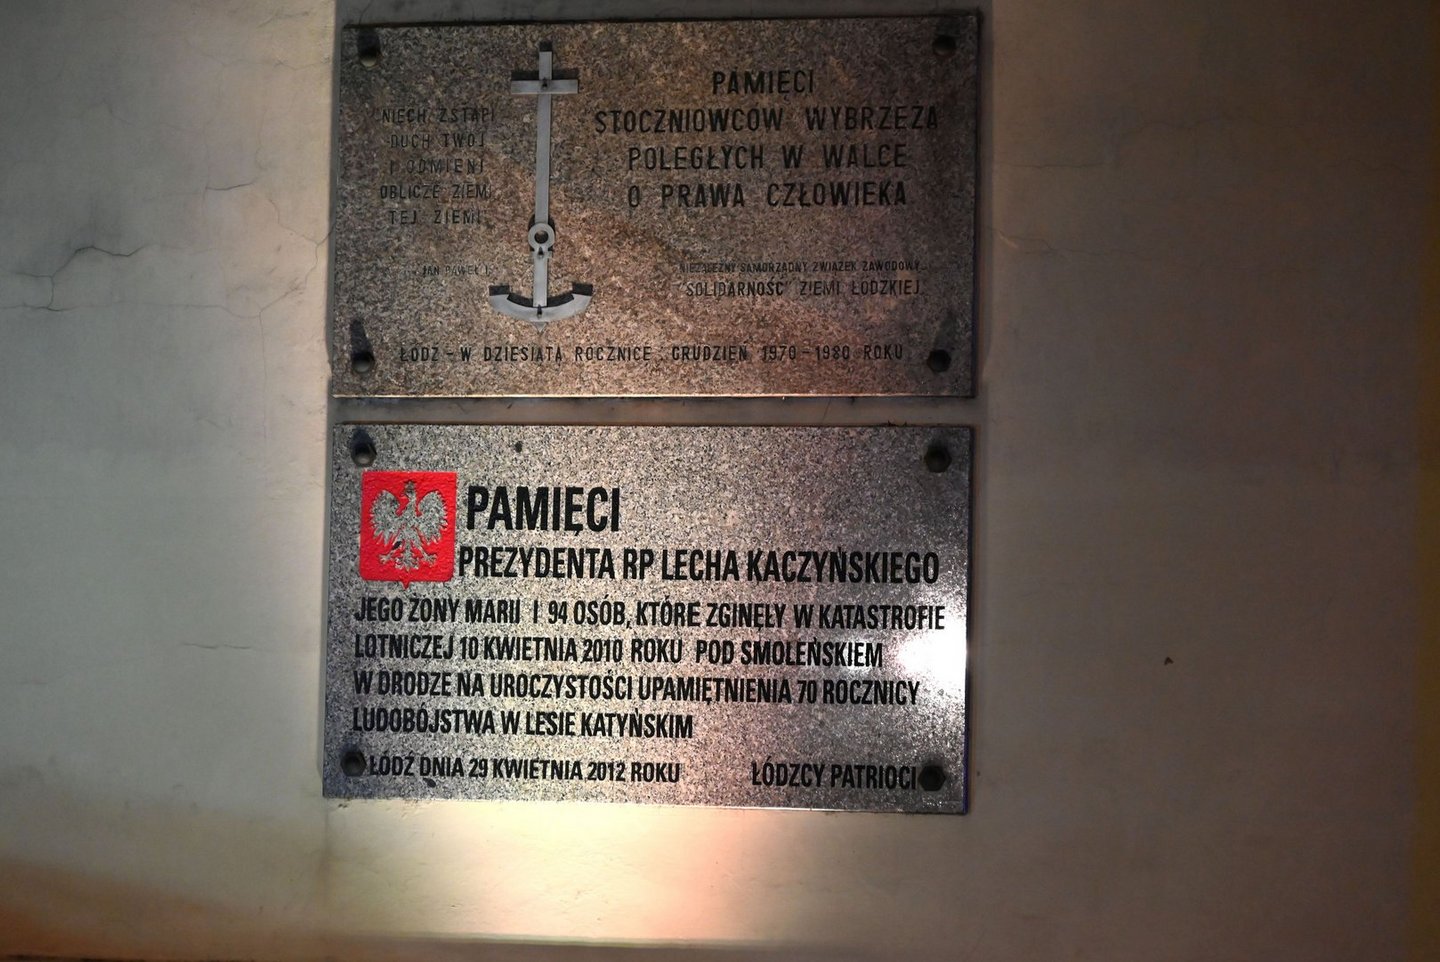 NIECH ZSTĄPI
DUCH TWÓJ
I ODMIENI
OBLICZE ZIEMI
TEJ ZIEMI
JAN PAWEŁ
PAMIĘCI
STOCZNIOWCÓW WYBRZEŻA
POLEGŁYCH W WALCE
O PRAWA CZŁOWIEKA
NIEZALEŻNY SAMORZĄDNY ZWIĄZEK ZAWODOWY
"SOLIDARNOŚĆ" ZIEMI ŁÓDZKIEJ
ŁÓDŹ - W DZIESIĄTĄ ROCZNICĘ : GRUDZIEŃ 1970 - 1980 ROKU
PAMIĘCI
PREZYDENTA RP LECHA KACZYŃSKIEGO
JEGO ŻONY MARII I 94 OSÓB, KTÓRE ZGINĘŁY W KATASTROFIE
LOTNICZEJ 10 KWIETNIA 2010 ROKU POD SMOLEŃSKIEM
W DRODZE NA UROCZYSTOŚCI UPAMIĘTNIENIA 70 ROCZNICY
LUDOBÓJSTWA W LESIE KATYŃSKIM
ŁÓDŹ DNIA 29 KWIETNIA 2012 ROKU
ŁÓDZCY PATRIOCI